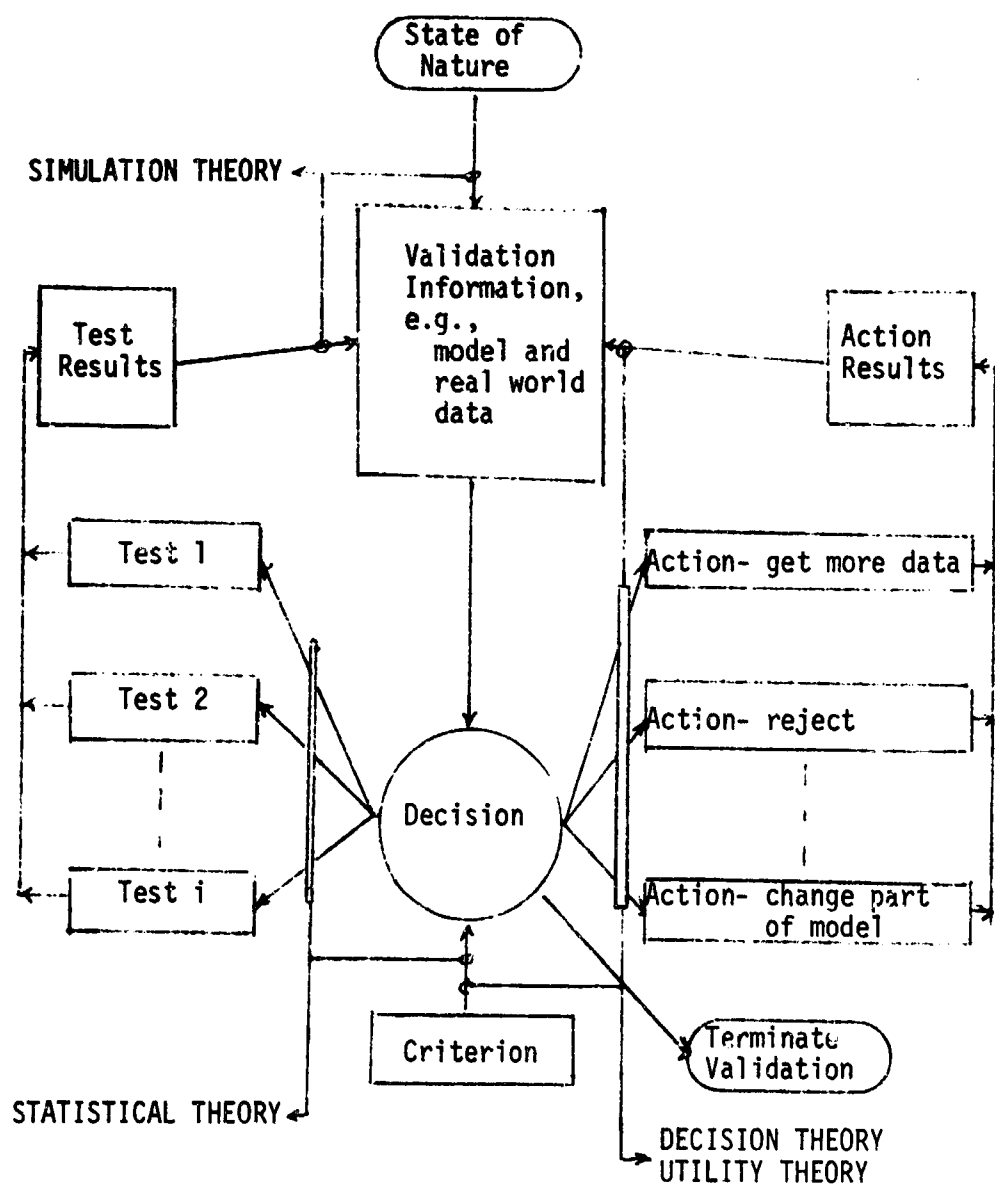 State of
Nature
SIMULATION THEORY
Validation
Information,
e.g.,
model and
real world
data
Test
Results
Action
Results
Test 1
Test 2
Test i
Decision
Action- get more data
Action- reject
Action- change part
of model
Criterion
Terminate
Validation
STATISTICAL THEORY
DECISION THEORY
UTILITY THEORY